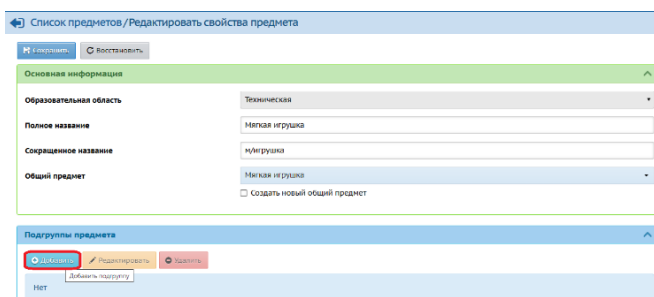 Список предметов/Редактировать свойства предмета
Сохранить Восстановить
Основная информация
Образовательная область Техническая
Полное название Мягкая игрушка
Сокращенное название м/игрушка
Общий предмет Мягкая игрушка
Создать новый общий предмет
Подгруппы предмета
Добавить Редактировать Удалить
Добавить подгруппу
Нет